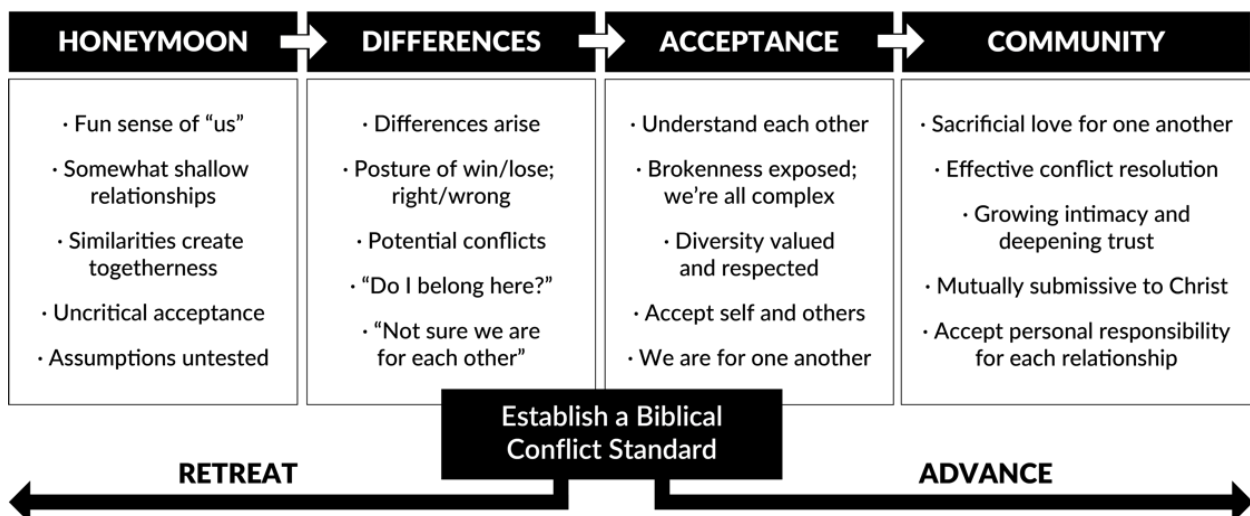 HONEYMOON
DIFFERENCES
ACCEPTANCE
COMMUNITY
· Fun sense of “us”
· Somewhat shallow
relationships
· Similarities create
togetherness
· Uncritical acceptance
· Assumptions untested
· Differences arise
· Posture of win/lose;
right/wrong
· Potential conflicts
· “Do I belong here?”
· “Not sure we are
for each other”
· Understand each other
· Brokenness exposed;
we’re all complex
· Diversity valued
and respected
· Accept self and others
· We are for one another
· Sacrificial love for one another
· Effective conflict resolution
· Growing intimacy and
deepening trust
· Mutually submissive to Christ
· Accept personal responsibility
for each relationship
Establish a Biblical
Conflict Standard
RETREAT
ADVANCE